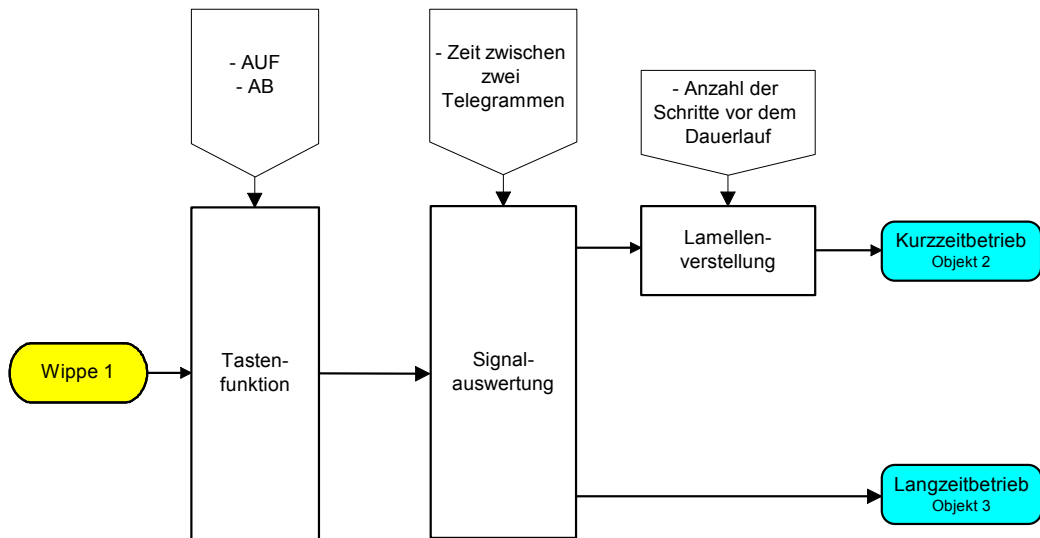 - AUF
- AB
- Zeit zwischen
zwei
Telegrammen
- Anzahl der
Schritte vor dem
Dauerlauf
Wippe 1
Tasten-
funktion
Signal-
auswertung
Lamellen-
verstellung
Kurzzeitbetrieb
Objekt 2
Langzeitbetrieb
Objekt 3